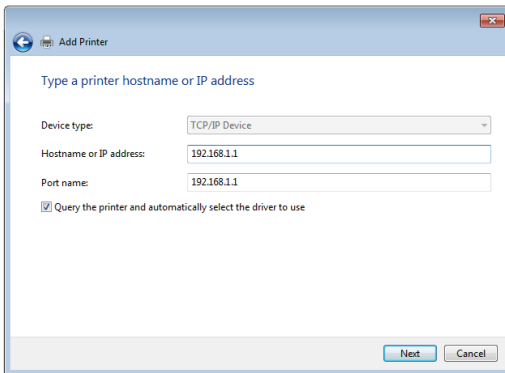 Add Printer
Type a printer hostname or IP address
Device type: TCP/IP Device
Hostname or IP address: 192.168.1.1
Port name: 192.168.1.1
Query the printer and automatically select the driver to use
Next Cancel